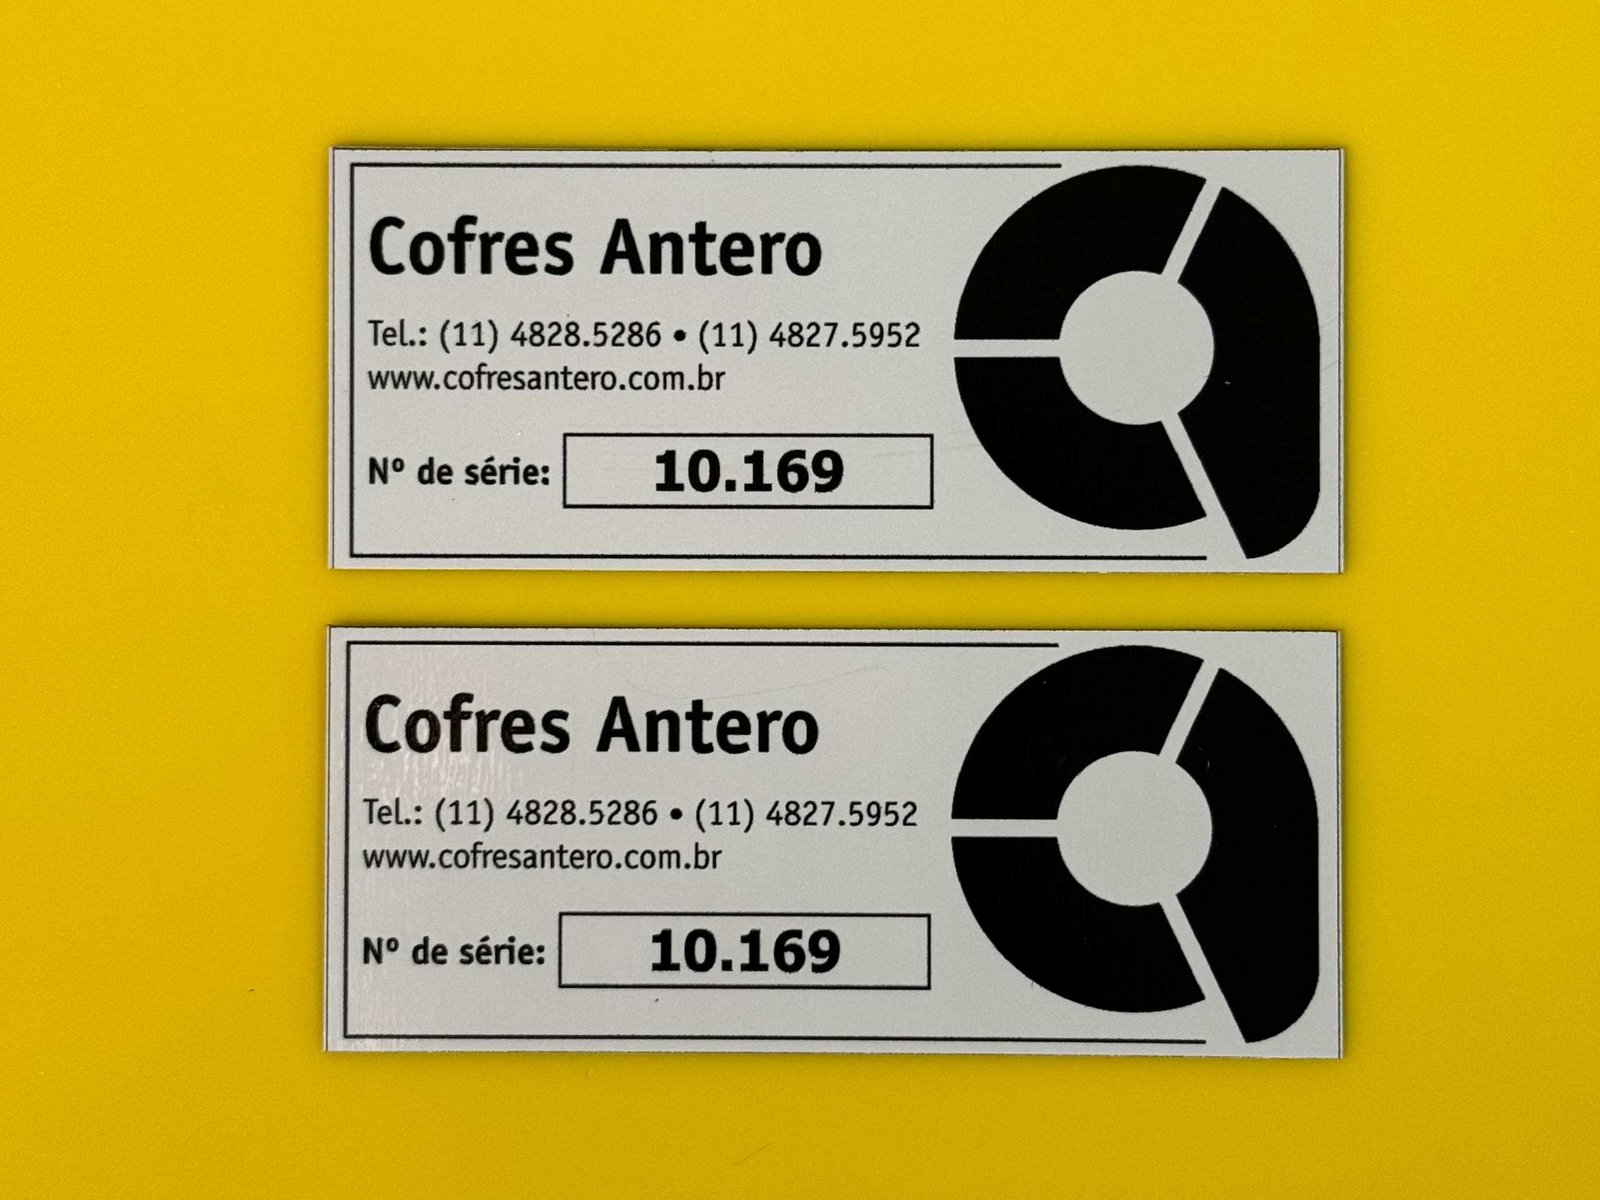 Cofres Antero
Tel.: (11) 4828.5286 • (11) 4827.5952
www.cofresantero.com.br
Nº de série: 10.169
Cofres Antero
Tel.: (11) 4828.5286 • (11) 4827.5952
www.cofresantero.com.br
Nº de série: 10.169